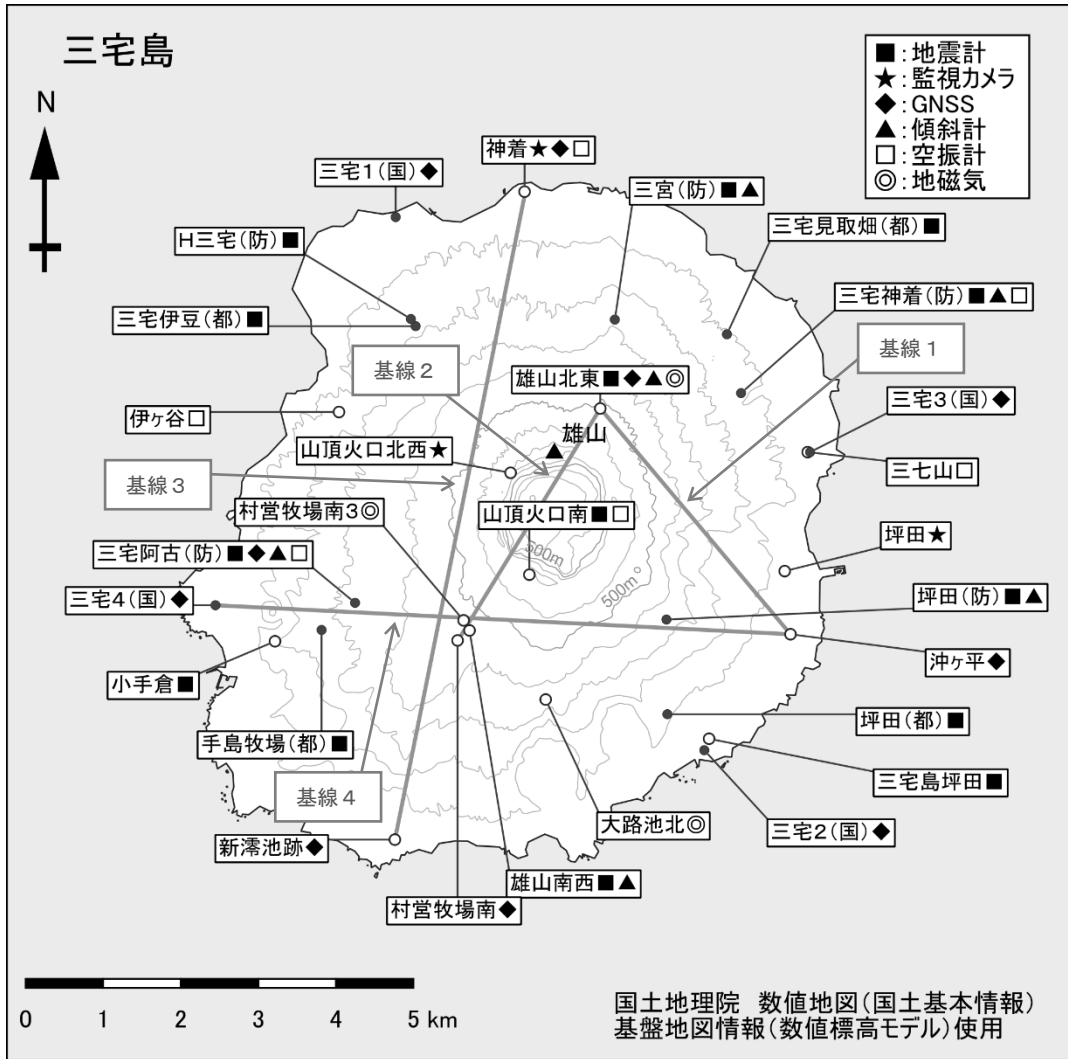 三宅島
■:地震計
★:監視カメラ
◆:GNSS
▲:傾斜計
□:空振計
◎:地磁気
N
神着★◆□
三宅1(国)◆
三宮(防)■▲
三宅見取畑(都)■
H三宅(防)■
三宅神着(防)■▲□
三宅伊豆(都)■
基線1
基線2
雄山北東■◆▲◎
三宅3(国)◆
伊ヶ谷□
雄山
山頂火口北西★
三七山□
基線3
村営牧場南3◎
山頂火口南■□
坪田★
三宅阿古(防)■◆▲□
500m
500m
三宅4(国)◆
坪田(防)■▲
沖ヶ平◆
小手倉■
坪田(都)■
手島牧場(都)■
三宅島坪田■
基線4
大路池北◎
三宅2(国)◆
新澪池跡◆
雄山南西■▲
村営牧場南◆
0 1 2 3 4 5 km
国土地理院 数値地図(国土基本情報)
基盤地図情報(数値標高モデル)使用